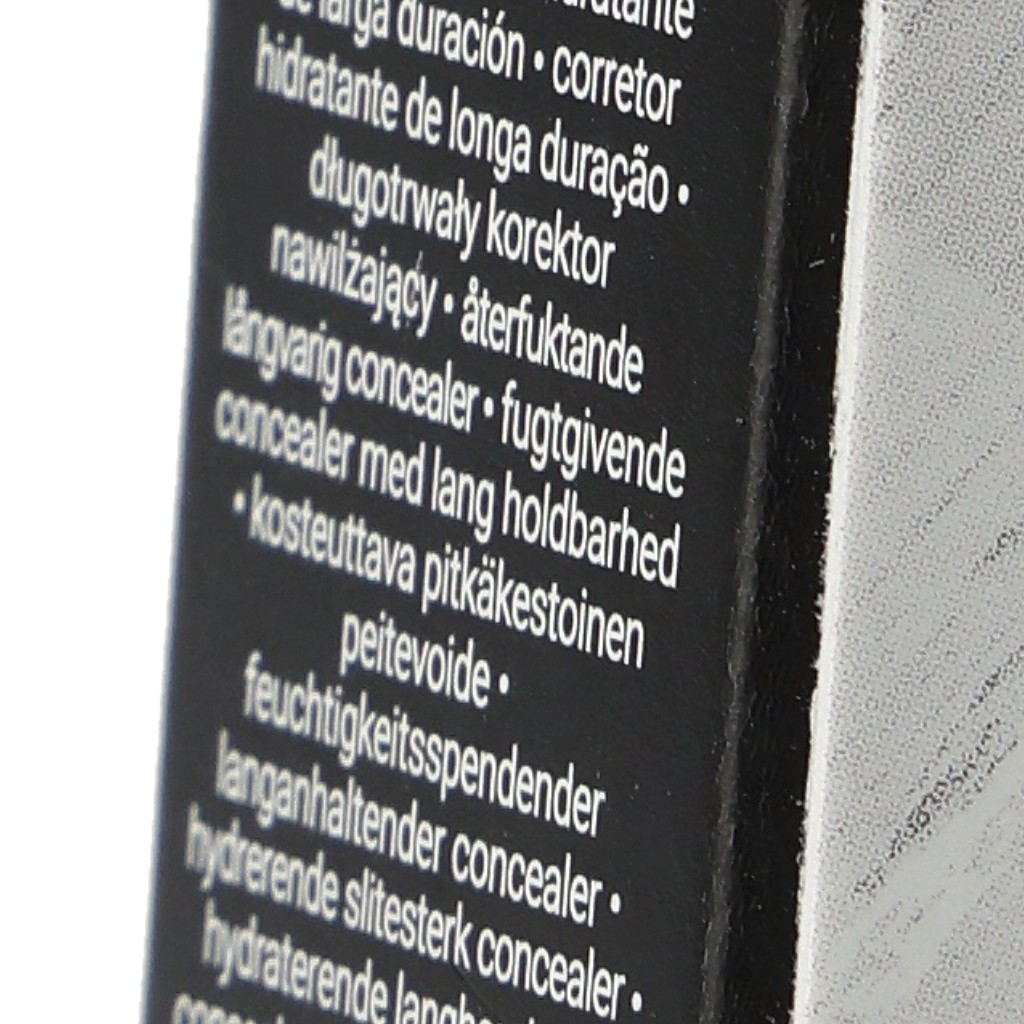 de larga duración • corretor
hidratante de longa duração •
długotrwały korektor
nawilżający • återfuktande
långvarig concealer • fugtgivende
concealer med lang holdbarhed
• kosteuttava pitkäkestoinen
peitevoide •
feuchtigkeitsspendender
langanhaltender concealer •
hydrerende slitesterk concealer •
hydraterende